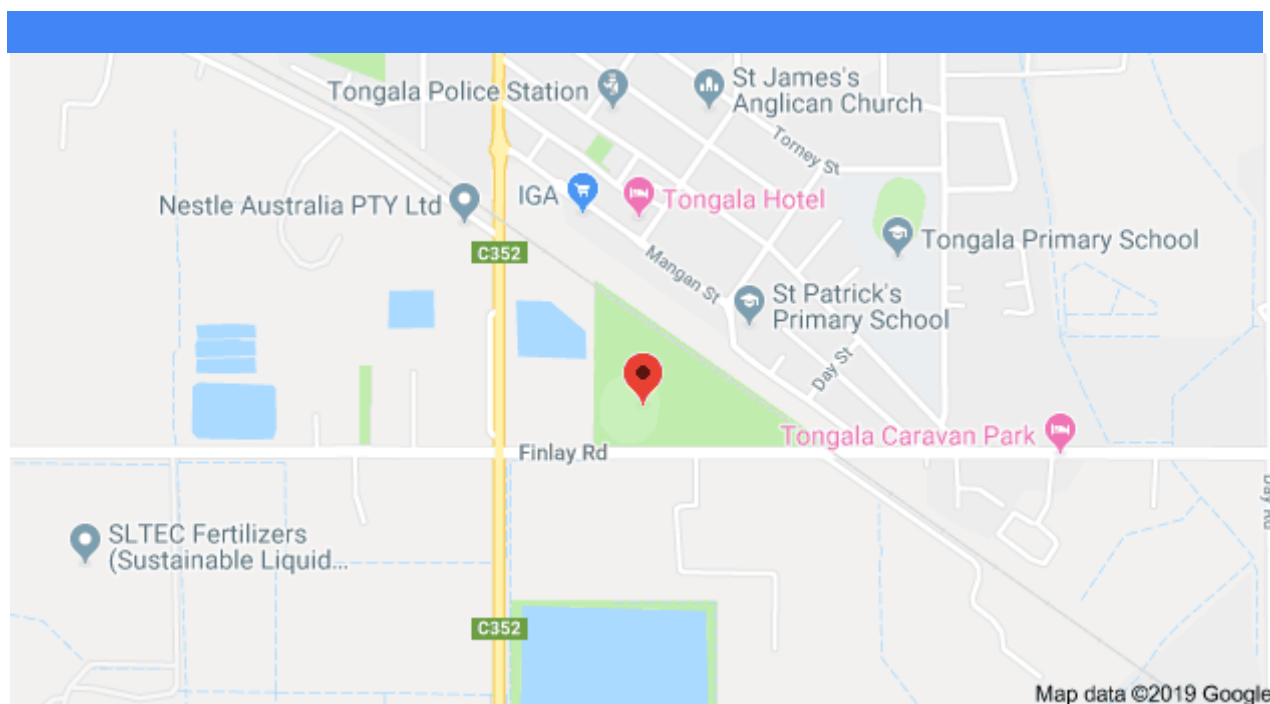 Tongala Police Station
St James's
Anglican Church
Torney St
Nestle Australia PTY Ltd
IGA
Tongala Hotel
Tongala Primary School
C352
Mangan St
St Patrick's
Primary School
Day St
Tongala Caravan Park
Finlay Rd
Day Rd
SLTEC Fertilizers
(Sustainable Liquid...
C352
Map data ©2019 Google